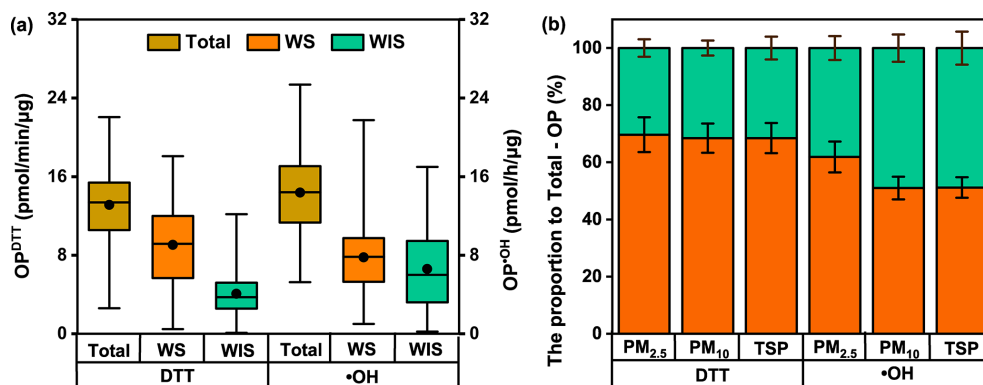 (a)
32
24
16
8
0
OP^DTT (pmol/min/µg)
Total WS WIS
32
24
16
8
0
OP^•OH (pmol/h/µg)
Total WS WIS Total WS WIS
DTT •OH
(b)
The proportion to Total - OP (%)
100
80
60
40
20
0
PM2.5 PM10 TSP PM2.5 PM10 TSP
DTT •OH